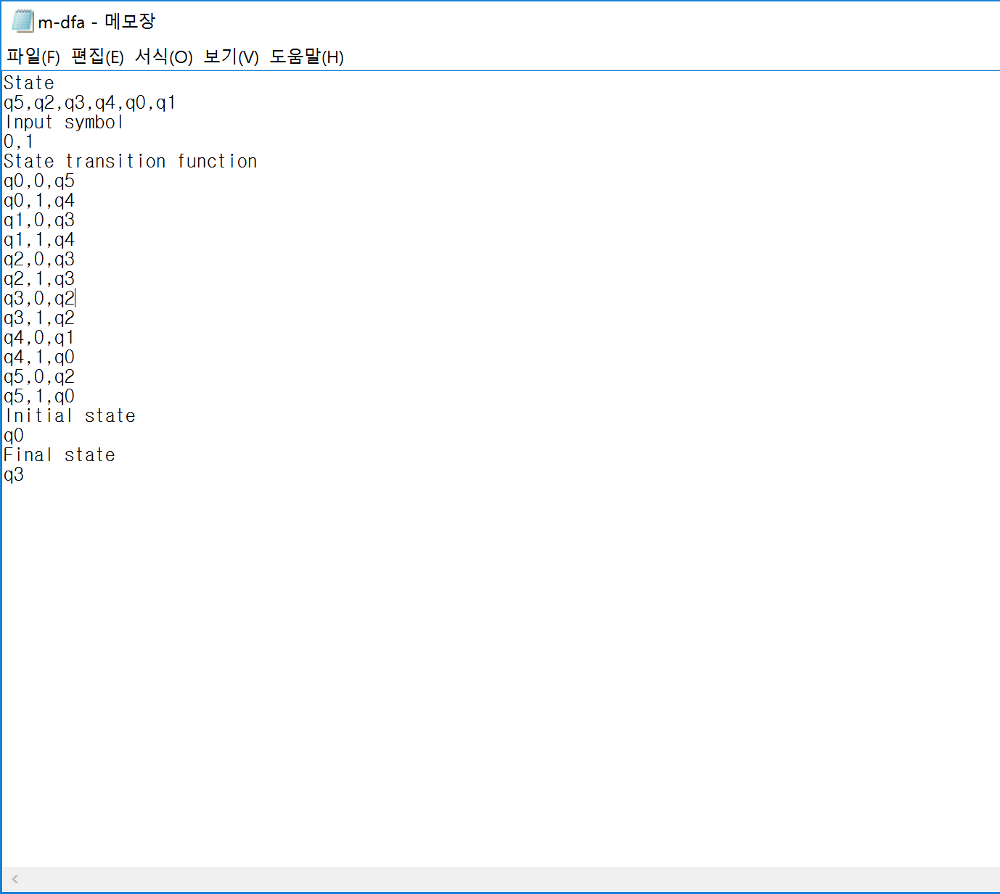 m-dfa - 메모장
파일(F) 편집(E) 서식(O) 보기(V) 도움말(H)
State
q5,q2,q3,q4,q0,q1
Input symbol
0,1
State transition function
q0,0,q5
q0,1,q4
q1,0,q3
q1,1,q4
q2,0,q3
q2,1,q3
q3,0,q2
q3,1,q2
q4,0,q1
q4,1,q0
q5,0,q2
q5,1,q0
Initial state
q0
Final state
q3